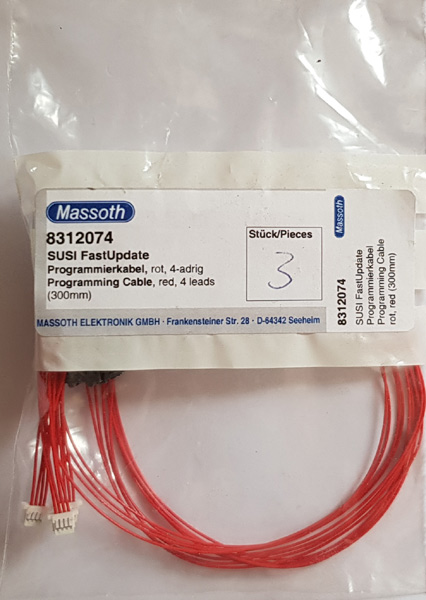 Massoth
8312074
SUSI FastUpdate
Programmierkabel, rot, 4-adrig
Programming Cable, red, 4 leads
(300mm)
Stück/Pieces
3
MASSOTH ELEKTRONIK GMBH · Frankensteiner Str. 28 · D-64342 Seeheim
Massoth
8312074
SUSI FastUpdate
Programmierkabel
Programming Cable
rot, red (300mm)